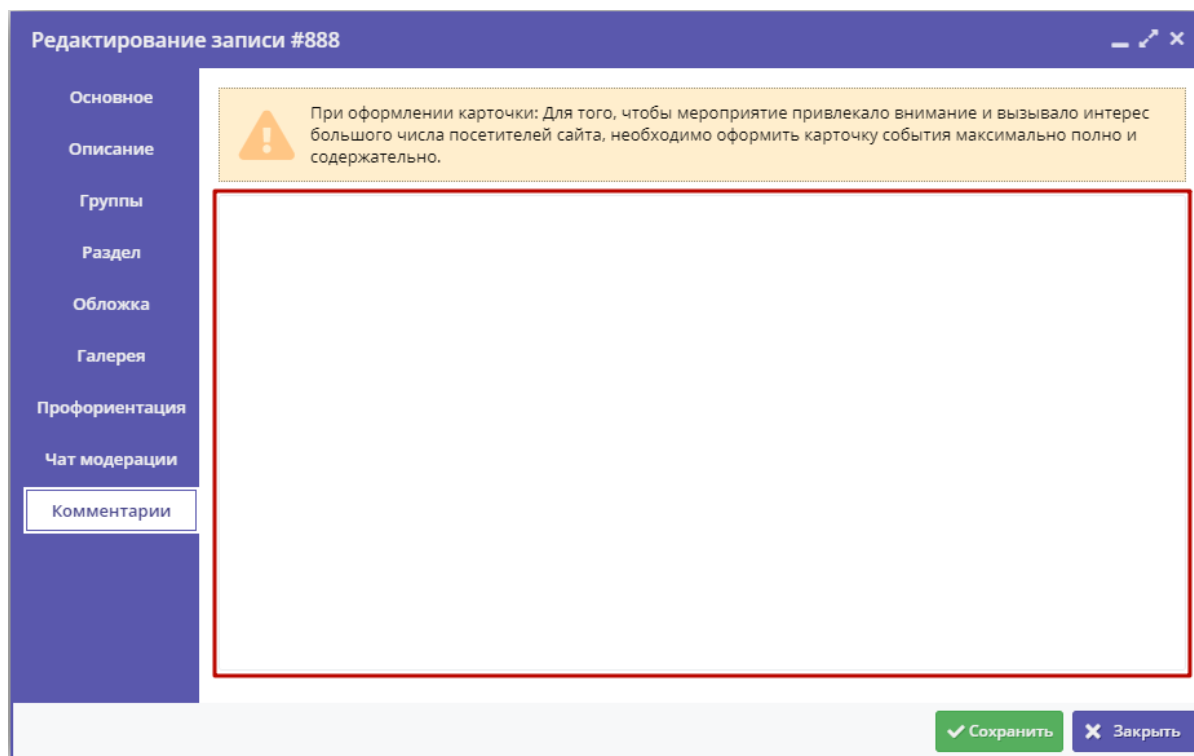 Редактирование записи #888
Основное
Описание
Группы
Раздел
Обложка
Галерея
Профориентация
Чат модерации
Комментарии
При оформлении карточки: Для того, чтобы мероприятие привлекало внимание и вызывало интерес
большого числа посетителей сайта, необходимо оформить карточку события максимально полно и
содержательно.
Сохранить
Закрыть